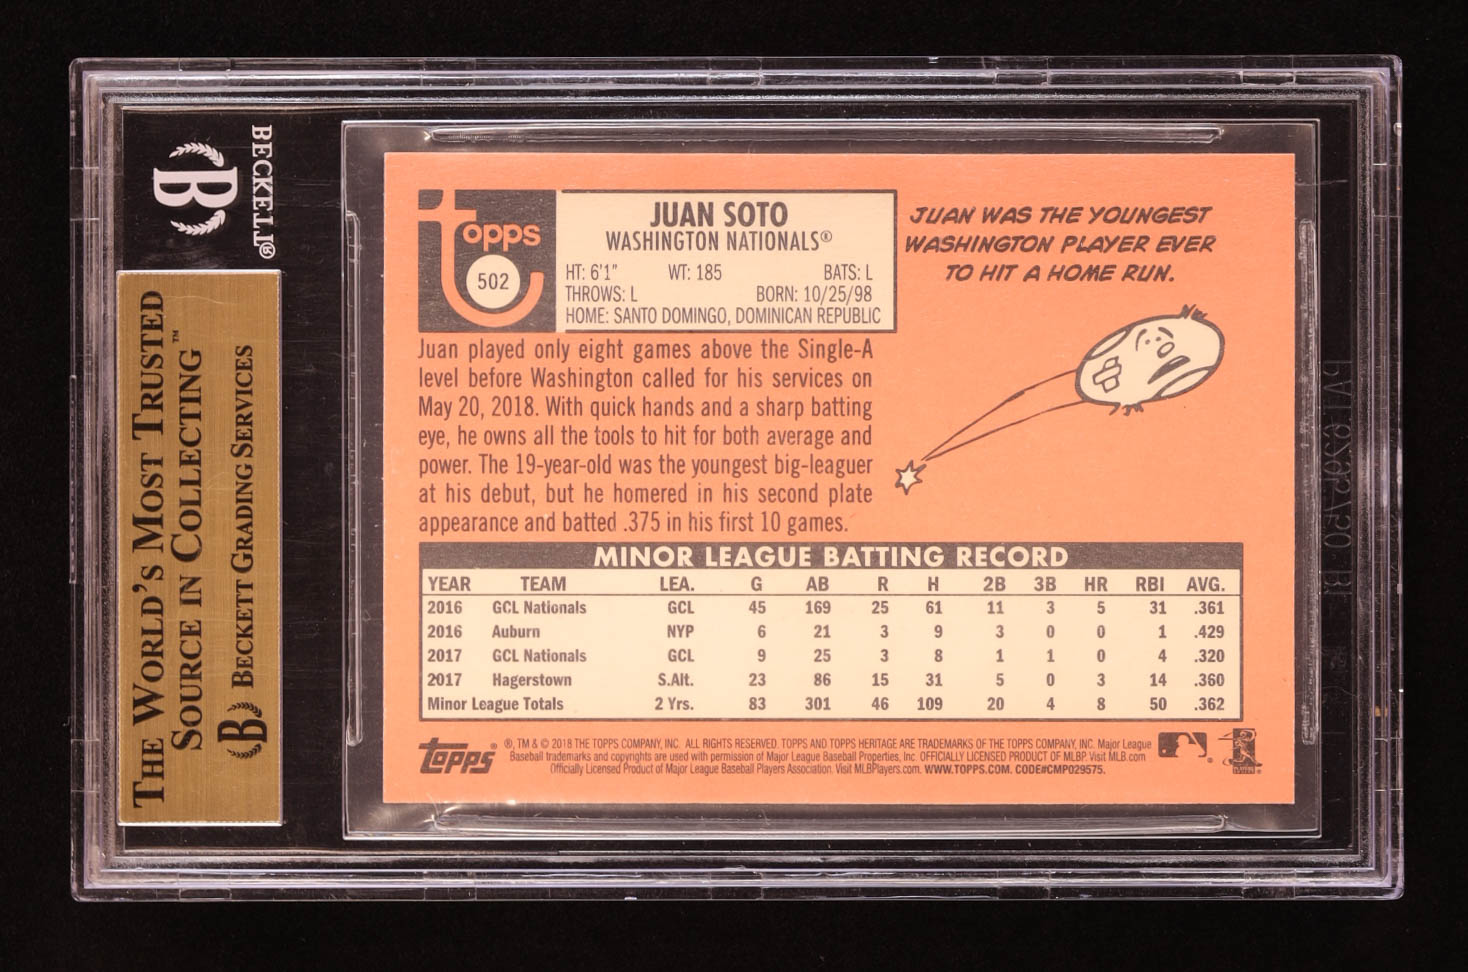 BECKETT®
B
THE WORLD'S MOST TRUSTED
SOURCE IN COLLECTING™
B BECKETT GRADING SERVICES
topps
502
JUAN SOTO
WASHINGTON NATIONALS®
HT: 6'1" WT: 185 BATS: L
THROWS: L BORN: 10/25/98
HOME: SANTO DOMINGO, DOMINICAN REPUBLIC
JUAN WAS THE YOUNGEST
WASHINGTON PLAYER EVER
TO HIT A HOME RUN.
Juan played only eight games above the Single-A
level before Washington called for his services on
May 20, 2018. With quick hands and a sharp batting
eye, he owns all the tools to hit for both average and
power. The 19-year-old was the youngest big-leaguer
at his debut, but he homered in his second plate
appearance and batted .375 in his first 10 games.
MINOR LEAGUE BATTING RECORD
YEAR TEAM LEA. G AB R H 2B 3B HR RBI AVG.
2016 GCL Nationals GCL 45 169 25 61 11 3 5 31 .361
2016 Auburn NYP 6 21 3 9 3 0 0 1 .429
2017 GCL Nationals GCL 9 25 3 8 1 1 0 4 .320
2017 Hagerstown S.Alt. 23 86 15 31 5 0 3 14 .360
Minor League Totals 2 Yrs. 83 301 46 109 20 4 8 50 .362
topps®
®, TM & © 2018 THE TOPPS COMPANY, INC. ALL RIGHTS RESERVED. TOPPS AND TOPPS HERITAGE ARE TRADEMARKS OF THE TOPPS COMPANY, INC. Major League
Baseball trademarks and copyrights are used with permission of Major League Baseball Properties, Inc. OFFICIALLY LICENSED PRODUCT OF MLBP. Visit MLB.com
Officially Licensed Product of Major League Baseball Players Association. Visit MLBPlayers.com. WWW.TOPPS.COM. CODE#CMP029575.